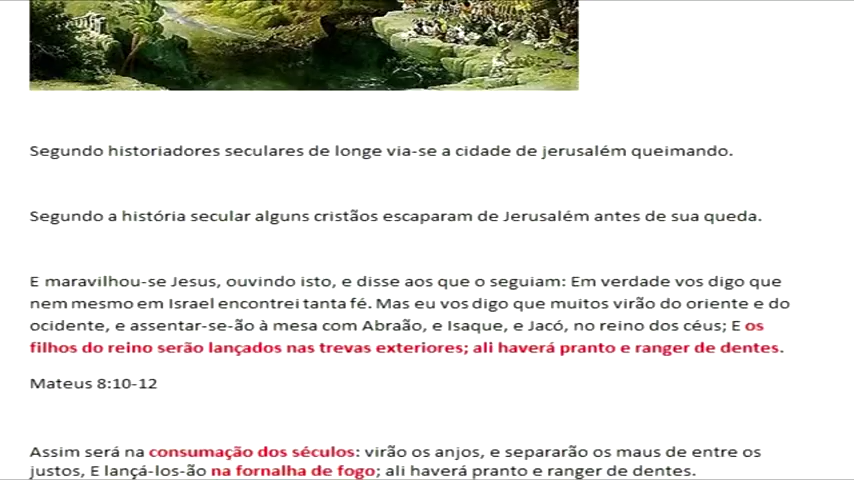 Segundo historiadores seculares de longe via-se a cidade de jerusalém queimando.
Segundo a história secular alguns cristãos escaparam de Jerusalém antes de sua queda.
E maravilhou-se Jesus, ouvindo isto, e disse aos que o seguiam: Em verdade vos digo que
nem mesmo em Israel encontrei tanta fé. Mas eu vos digo que muitos virão do oriente e do
ocidente, e assentar-se-ão à mesa com Abraão, e Isaque, e Jacó, no reino dos céus; E os
filhos do reino serão lançados nas trevas exteriores; ali haverá pranto e ranger de dentes.
Mateus 8:10-12
Assim será na consumação dos séculos: virão os anjos, e separarão os maus de entre os
justos, E lançá-los-ão na fornalha de fogo; ali haverá pranto e ranger de dentes.